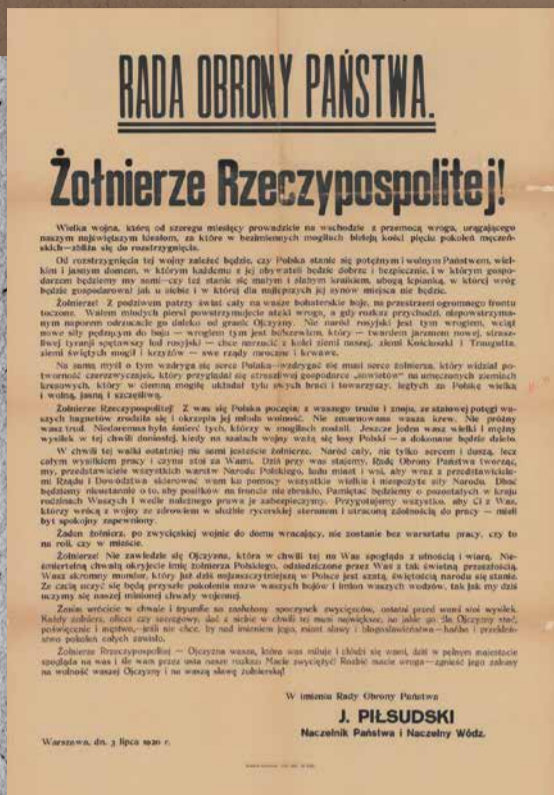 RADA OBRONY PAŃSTWA.
Żołnierze Rzeczypospolitej!
Wielka wojna, którą od szeregu miesięcy prowadzicie na wschodzie z przemocą wroga, urągającego
naszym najświętszym ideałom, za które w bezimiennych mogiłach bieleją kości pięciu pokoleń męczeń-
skich—zbliża się do rozstrzygnięcia.
Od rozstrzygnięcia tej wojny zależeć będzie, czy Polska stanie się potężnym i wolnym Państwem, wiel-
kim i jasnym domem, w którym każdemu z jej obywateli będzie dobrze i bezpiecznie, i w którym gospo-
darzem będziemy my sami—czy też stanie się małym i słabym kraikiem, ubogą lepianką, w której wróg
będzie gospodarował jak u siebie i w której dla najlepszych jej synów miejsca nie będzie.
Żołnierze! Z podziwem patrzy świat cały na wasze bohaterskie boje, na przestrzeni ogromnego frontu
toczone. Wałem młodych piersi powstrzymujecie ataki wroga, a gdy rozkaz przychodzi, niepowstrzyma-
nym naporem odrzucacie go daleko od granic Ojczyzny. Nie naród rosyjski jest tym wrogiem, wciąż
nowe siły pędzącym do boju — wrogiem tym jest bolszewizm, który — twardem jarzmem nowej, strasz-
liwej tyranji spętawszy lud rosyjski — chce narzucić z kolei ziemi naszej, ziemi Kościuszki i Traugutta,
ziemi świętych mogił i krzyżów — swe rządy mroczne i krwawe.
Na samą myśl o tym wzdryga się serce Polska—wzdrygać się musi serce żołnierza, który widział po-
tworność czerezwyczajek, który przyglądał się straszliwej gospodarce „sowietów” na umęczonych ziemiach
kresowych, który w ciemną mogiłę układał tylu swych braci i towarzyszy, ległych za Polskę wielką
i wolną, jasną i szczęśliwą.
Żołnierze Rzeczypospolitej! Z was się Polska poczęła; z waszego trudu i znoju, ze stalowej potęgi wa-
szych bagnetów zrodziła się i okrzepła jej młoda wolność. Nie zmarnowana wasza krew. Nie próżny
wasz trud. Niedaremna była śmierć tych, którzy w mogiłach zostali. Jeszcze jeden wasz wielki i mężny
wysiłek w tej chwili doniosłej, kiedy na szalach wojny ważą się losy Polski — a dokonane będzie dzieło.
W chwili tej walki ostatniej nie sami jesteście żołnierze. Naród cały, nie tylko sercem i duszą, lecz
całym wysiłkiem pracy i czynu stoi za Wami. Dziś przy was stajemy, Radę Obrony Państwa tworząc,
my, przedstawiciele wszystkich warstw Narodu Polskiego, ludu miast i wsi, aby wraz z przedstawiciela-
mi Rządu i Dowództwa skierować wam ku pomocy wszystkie wielkie i niespożyte siły Narodu. Dbać
będziemy nieustannie o to, aby posiłków na froncie nie zbrakło, Pamiętać będziemy o pozostałych w kraju
rodzinach Waszych i wedle należnego prawa je zabezpieczymy. Przygotujemy wszystko, aby Ci z Was,
którzy wrócą z wojny ze zdrowiem w służbie rycerskiej steranem i utraconą zdolnością do pracy — mieli
byt spokojny zapewniony.
Żaden żołnierz, po zwycięskiej wojnie do domu wracający, nie zostanie bez warsztatu pracy, czy to
na roli, czy w mieście.
Żołnierze! Nie zawiedzie się Ojczyzna, która w chwili tej na Was spogląda z ufnością i wiarą. Nie-
śmiertelną chwałą okryjecie imię żołnierza Polskiego, odziedziczone przez Was z tak świetną przeszłością.
Wasz skromny mundur, który już dziś najzaszczytniejszą w Polsce jest szatą, świętością narodu się stanie.
Ze czcią uczyć się będą przyszłe pokolenia nazw waszych bojów i imion waszych wodzów, tak jak my dziś
uczymy się naszej minionej chwały wojennej.
Zanim wrócicie w chwale i tryumfie na zasłużony spoczynek zwycięsców, ostatni przed wami stoi wysiłek.
Każdy żołnierz, oficer czy szeregowy, dać z siebie w chwili tej musi największe, na jakie go dla Ojczyzny stać,
poświęcenie i męstwo,—jeśli nie chce, by nad imieniem jego, miast sławy i błogosławieństwa—hańba i przekleń-
stwo pokoleń całych zawisło.
Żołnierze Rzeczypospolitej — Ojczyzna wasza, która was miłuje i chlubi się wami, dziś w pełnym majestacie
spogląda na was i śle wam przez usta nasze rozkaz: Macie zwyciężyć! Rozbić macie wroga—zgnieść jego zakusy
na wolność waszej Ojczyzny i na waszą sławę żołnierską!
W imieniu Rady Obrony Państwa
J. PIŁSUDSKI
Naczelnik Państwa i Naczelny Wódz.
Warszawa, dn. 3 lipca 1920 r.